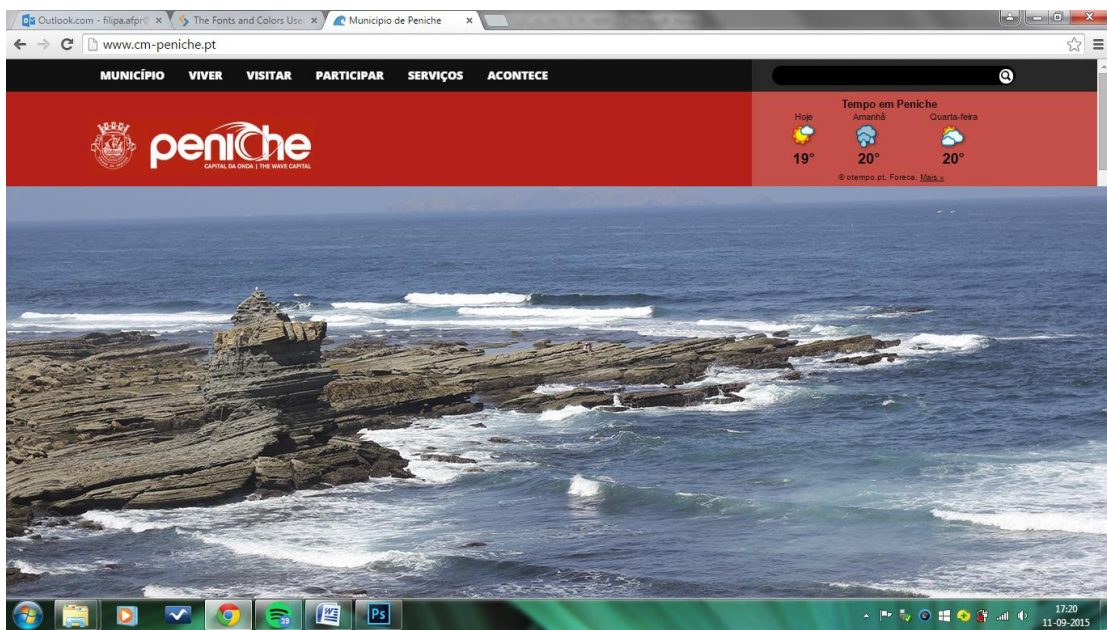 Outlook.com - filipa.afpr
The Fonts and Colors Use
Municipio de Peniche
www.cm-peniche.pt
MUNICÍPIO VIVER VISITAR PARTICIPAR SERVIÇOS ACONTECE
Tempo em Peniche
Hoje Amanhã Quarta-feira
19° 20° 20°
© otempo.pt, Foreca. Mais »
peniche
CAPITAL DA ONDA | THE WAVE CAPITAL
39
Ps
17:20
11-09-2015